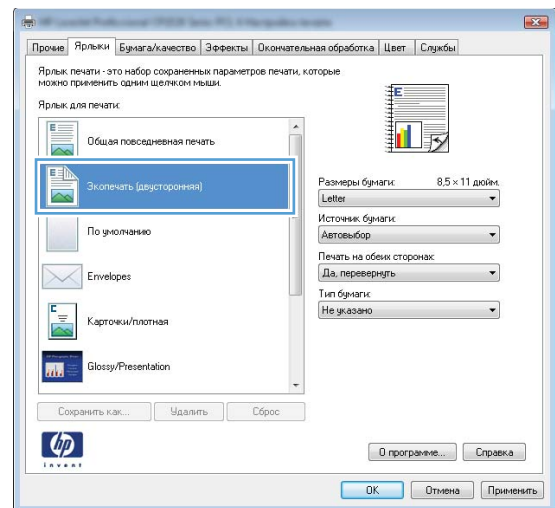 Прочие Ярлыки Бумага/качество Эффекты Окончательная обработка Цвет Службы
Ярлык печати - это набор сохраненных параметров печати, которые
можно применить одним щелчком мыши.
Ярлык для печати:
Общая повседневная печать
Экопечать (двусторонняя)
По умолчанию
Envelopes
Карточки/плотная
Glossy/Presentation
Сохранить как... Удалить Сброс
Размеры бумаги: 8,5 × 11 дюйм.
Letter
Источник бумаги:
Автовыбор
Печать на обеих сторонах:
Да, перевернуть
Тип бумаги:
Не указано
hp
invent
О программе... Справка
OK Отмена Применить